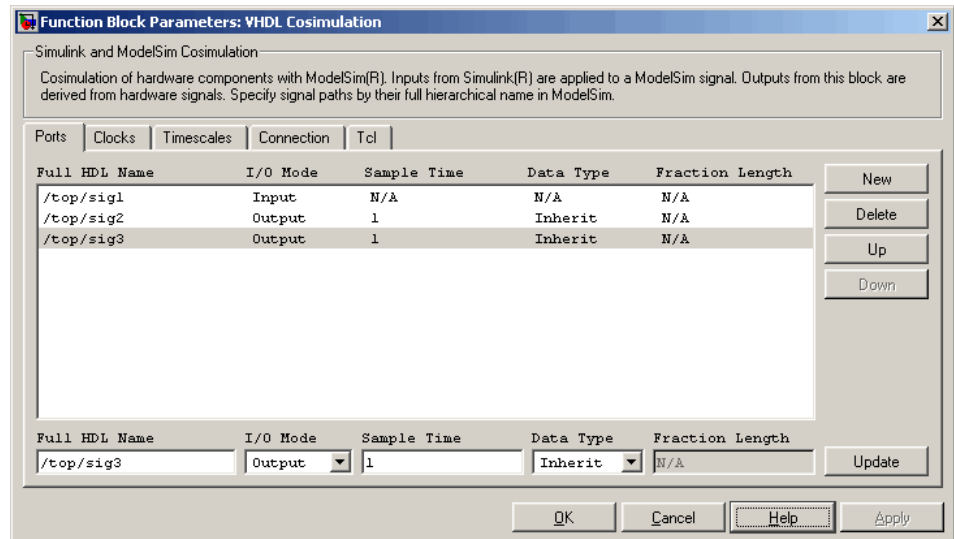 Function Block Parameters: VHDL Cosimulation
Simulink and ModelSim Cosimulation
Cosimulation of hardware components with ModelSim(R). Inputs from Simulink(R) are applied to a ModelSim signal. Outputs from this block are
derived from hardware signals. Specify signal paths by their full hierarchical name in ModelSim.
Ports Clocks Timescales Connection Tcl
Full HDL Name I/O Mode Sample Time Data Type Fraction Length New
/top/sig1 Input N/A N/A N/A
/top/sig2 Output 1 Inherit N/A Delete
/top/sig3 Output 1 Inherit N/A
Up
Down
Full HDL Name I/O Mode Sample Time Data Type Fraction Length
/top/sig3 Output 1 Inherit N/A Update
OK Cancel Help Apply